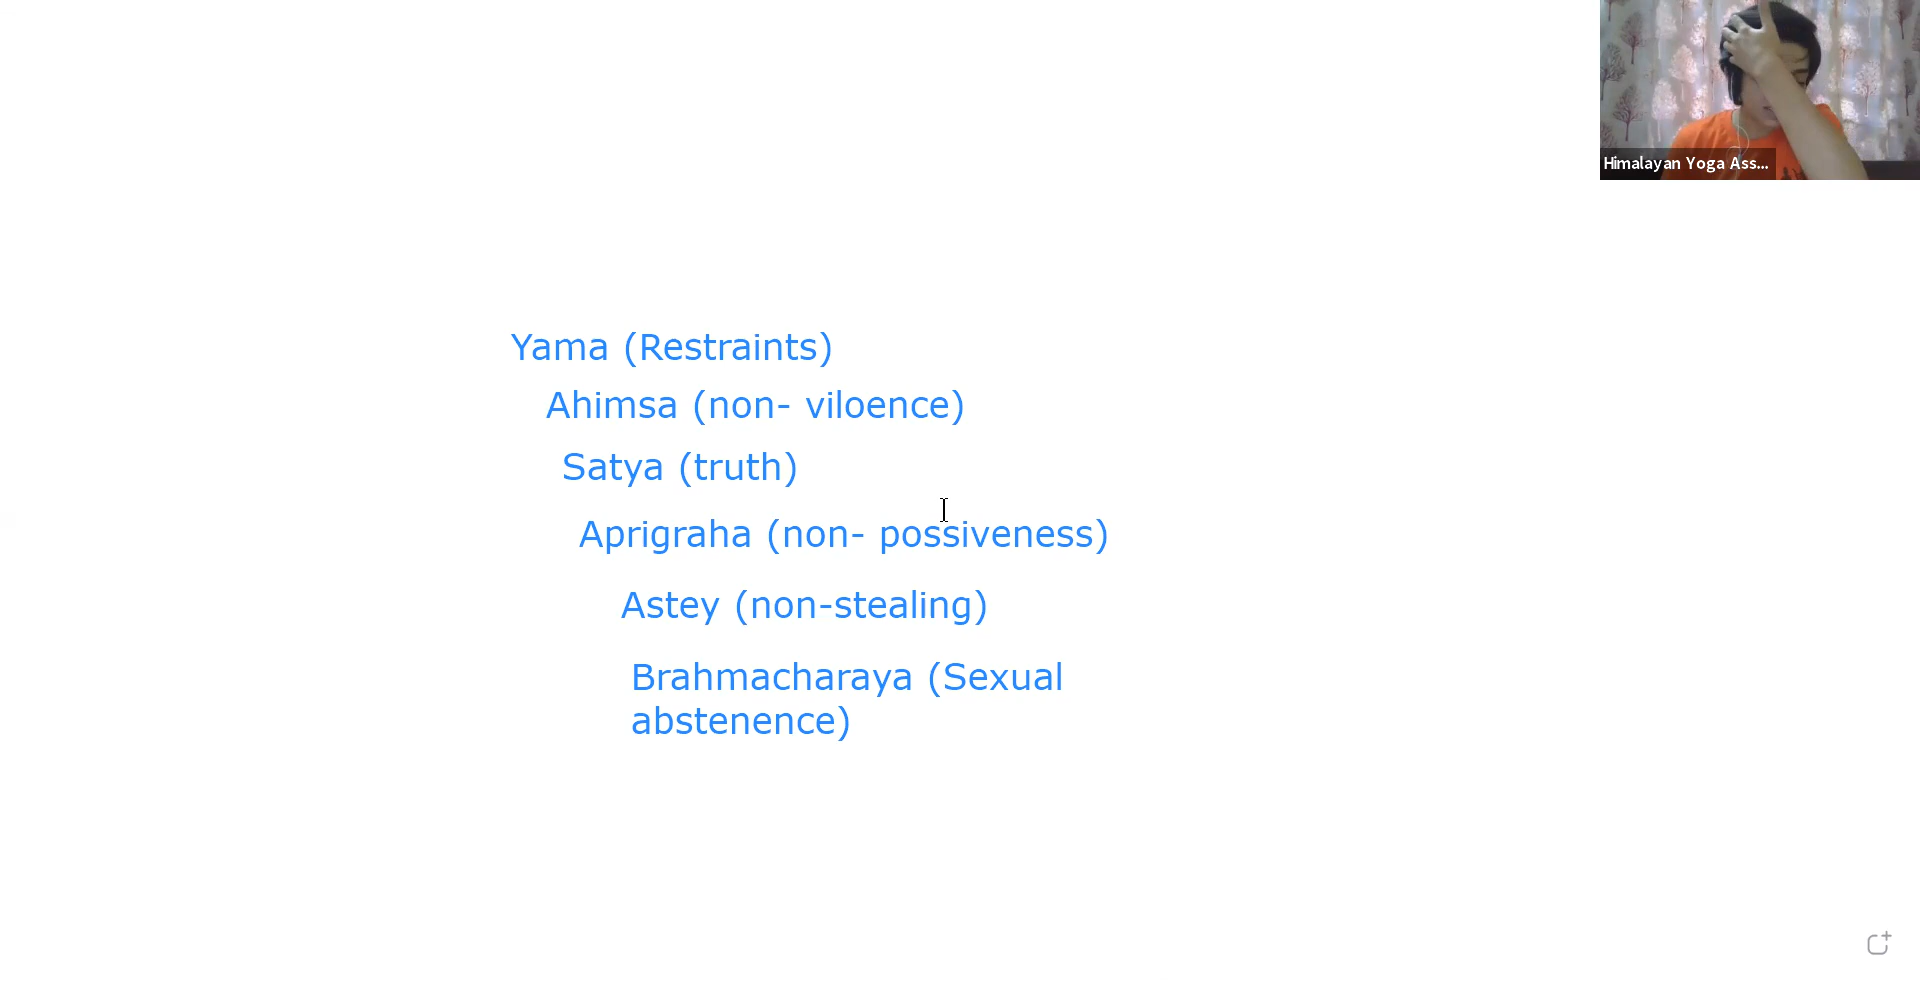 Himalayan Yoga Ass...
Yama (Restraints)
Ahimsa (non- viloence)
Satya (truth)
Aprigraha (non- possiveness)
Astey (non-stealing)
Brahmacharaya (Sexual
abstenence)